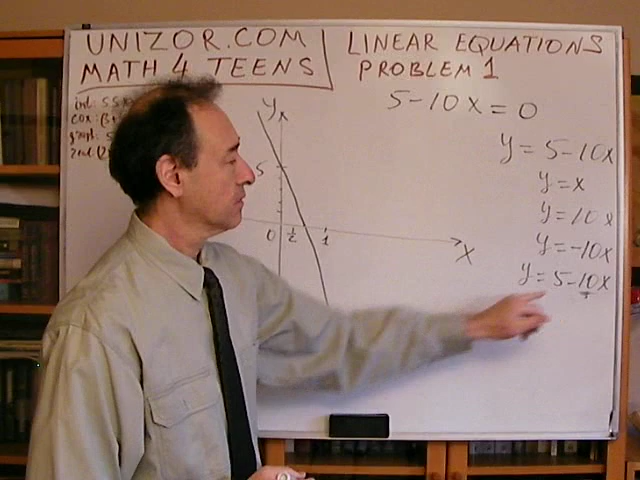 UNIZOR.COM
MATH 4 TEENS
LINEAR EQUATIONS
PROBLEM 1
5-10x=0
y = 5-10x
y = x
y = 10x
y = -10x
y = 5-10x
y
5
0 1/2 1
x